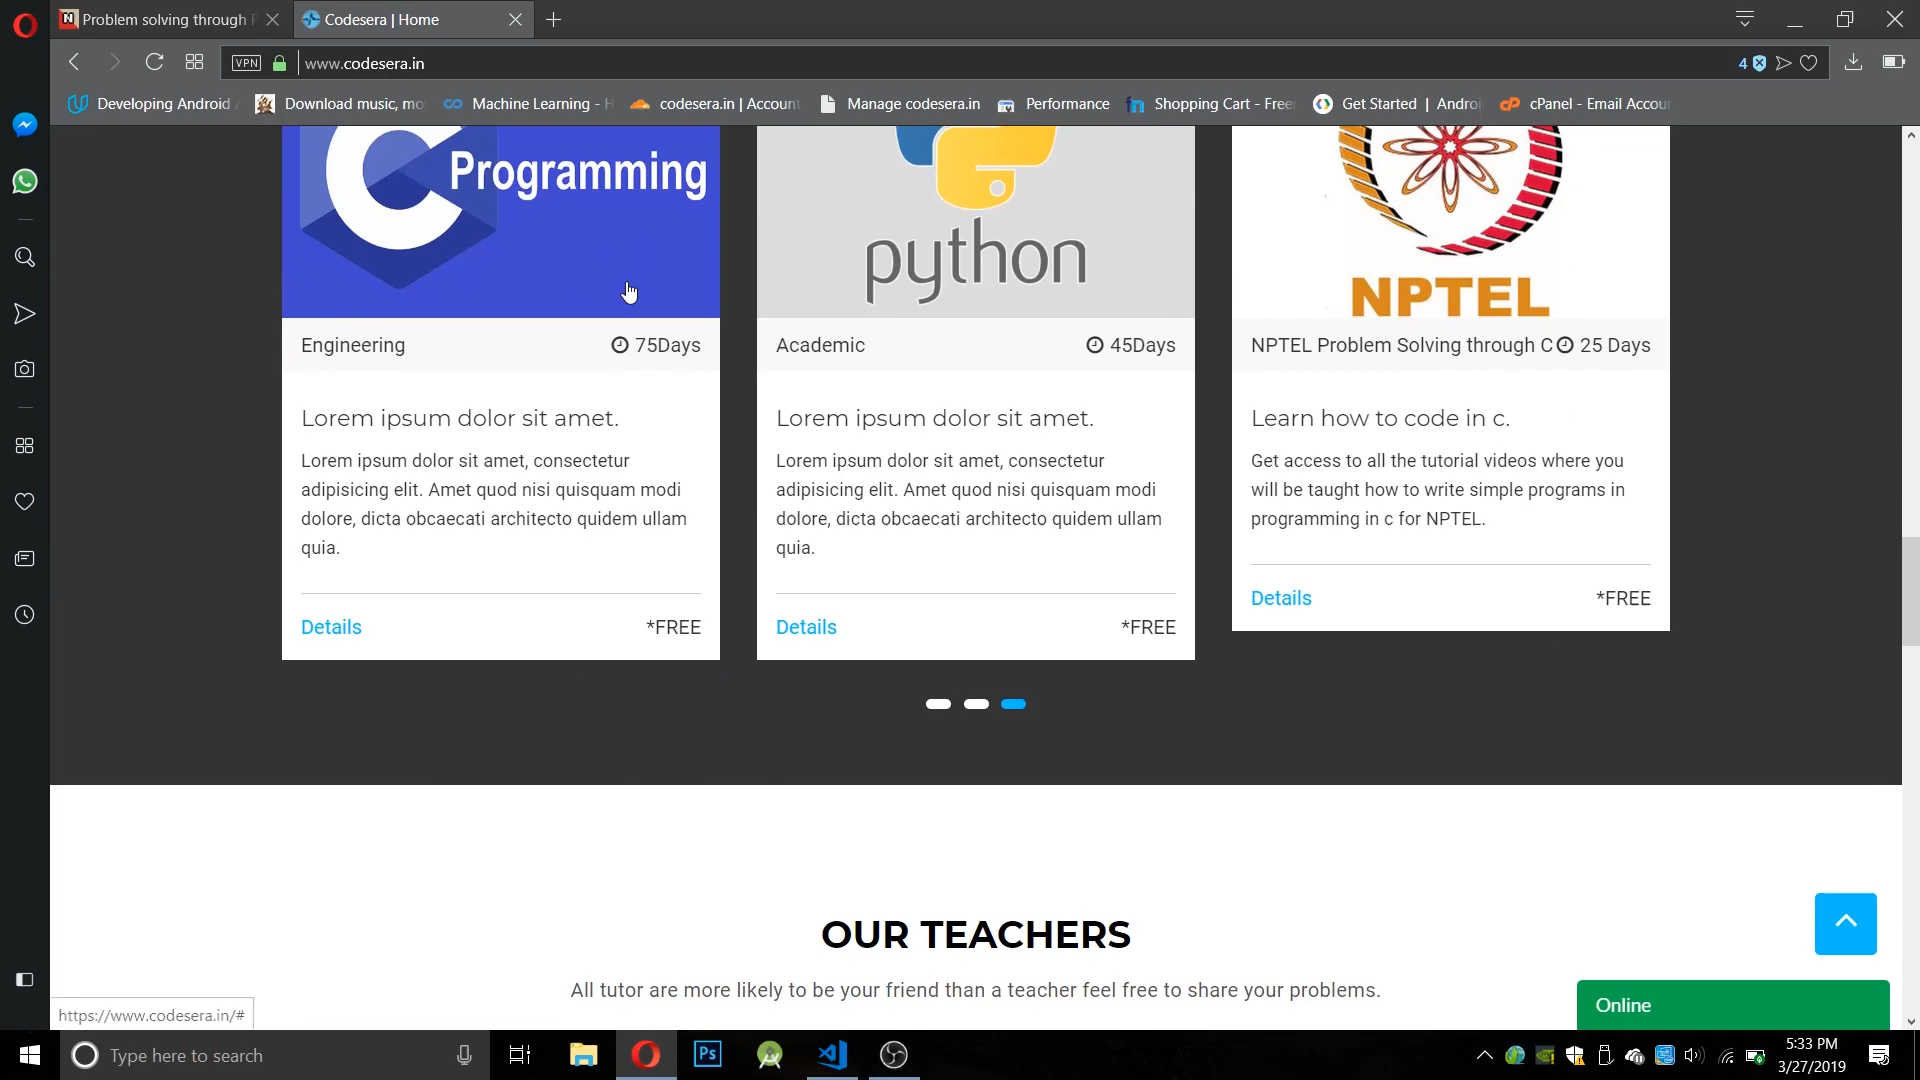 Problem solving through P
Codesera | Home
VPN
www.codesera.in
4
Developing Android A
Download music, mo
Machine Learning - H
codesera.in | Account
Manage codesera.in
Performance
Shopping Cart - Free
Get Started | Androi
cPanel - Email Accou
Programming
python
NPTEL
Engineering
75Days
Academic
45Days
NPTEL Problem Solving through C
25 Days
Lorem ipsum dolor sit amet.
Lorem ipsum dolor sit amet, consectetur
adipisicing elit. Amet quod nisi quisquam modi
dolore, dicta obcaecati architecto quidem ullam
quia.
Details
*FREE
Lorem ipsum dolor sit amet.
Lorem ipsum dolor sit amet, consectetur
adipisicing elit. Amet quod nisi quisquam modi
dolore, dicta obcaecati architecto quidem ullam
quia.
Details
*FREE
Learn how to code in c.
Get access to all the tutorial videos where you
will be taught how to write simple programs in
programming in c for NPTEL.
Details
*FREE
OUR TEACHERS
All tutor are more likely to be your friend than a teacher feel free to share your problems.
Online
https://www.codesera.in/#
Type here to search
Ps
5:33 PM
3/27/2019